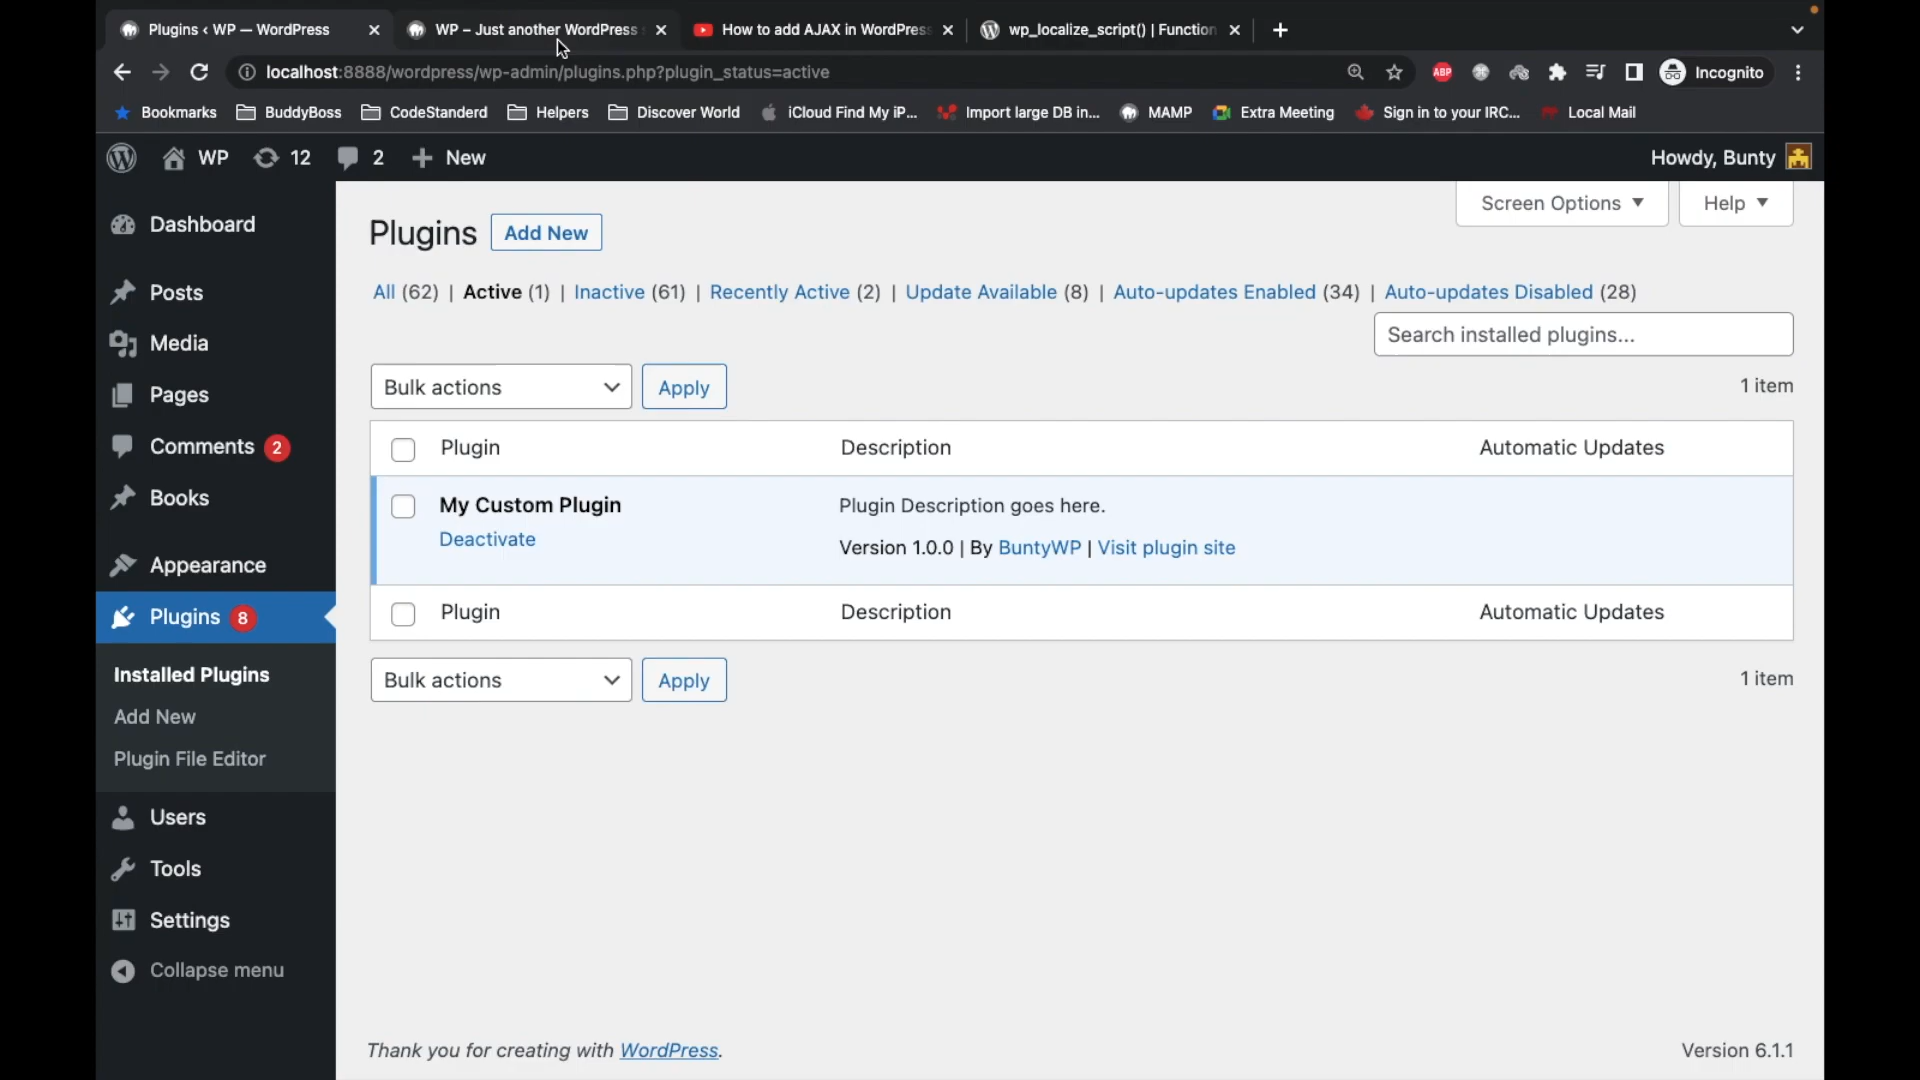 Plugins ‹ WP — WordPress
WP – Just another WordPress
How to add AJAX in WordPress
wp_localize_script() | Function
localhost:8888/wordpress/wp-admin/plugins.php?plugin_status=active
ABP
Incognito
Bookmarks
BuddyBoss
CodeStanderd
Helpers
Discover World
iCloud Find My iP...
Import large DB in...
MAMP
Extra Meeting
Sign in to your IRC...
Local Mail
WP
12
2
New
Howdy, Bunty
Dashboard
Posts
Media
Pages
Comments 2
Books
Appearance
Plugins 8
Installed Plugins
Add New
Plugin File Editor
Users
Tools
Settings
Collapse menu
Screen Options
Help
Plugins
Add New
All (62) | Active (1) | Inactive (61) | Recently Active (2) | Update Available (8) | Auto-updates Enabled (34) | Auto-updates Disabled (28)
Search installed plugins...
Bulk actions
Apply
1 item
Plugin
Description
Automatic Updates
My Custom Plugin
Plugin Description goes here.
Deactivate
Version 1.0.0 | By BuntyWP | Visit plugin site
Plugin
Description
Automatic Updates
Bulk actions
Apply
1 item
Thank you for creating with WordPress.
Version 6.1.1